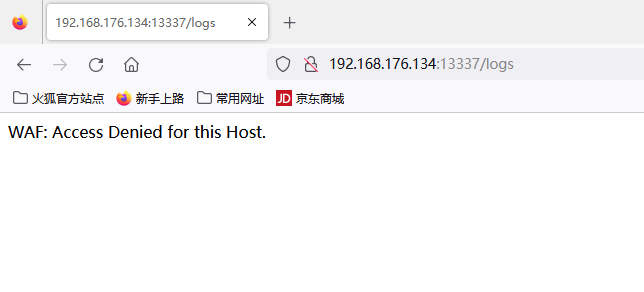 192.168.176.134:13337/logs
192.168.176.134:13337/logs
火狐官方站点 新手上路 常用网址 JD 京东商城
WAF: Access Denied for this Host.